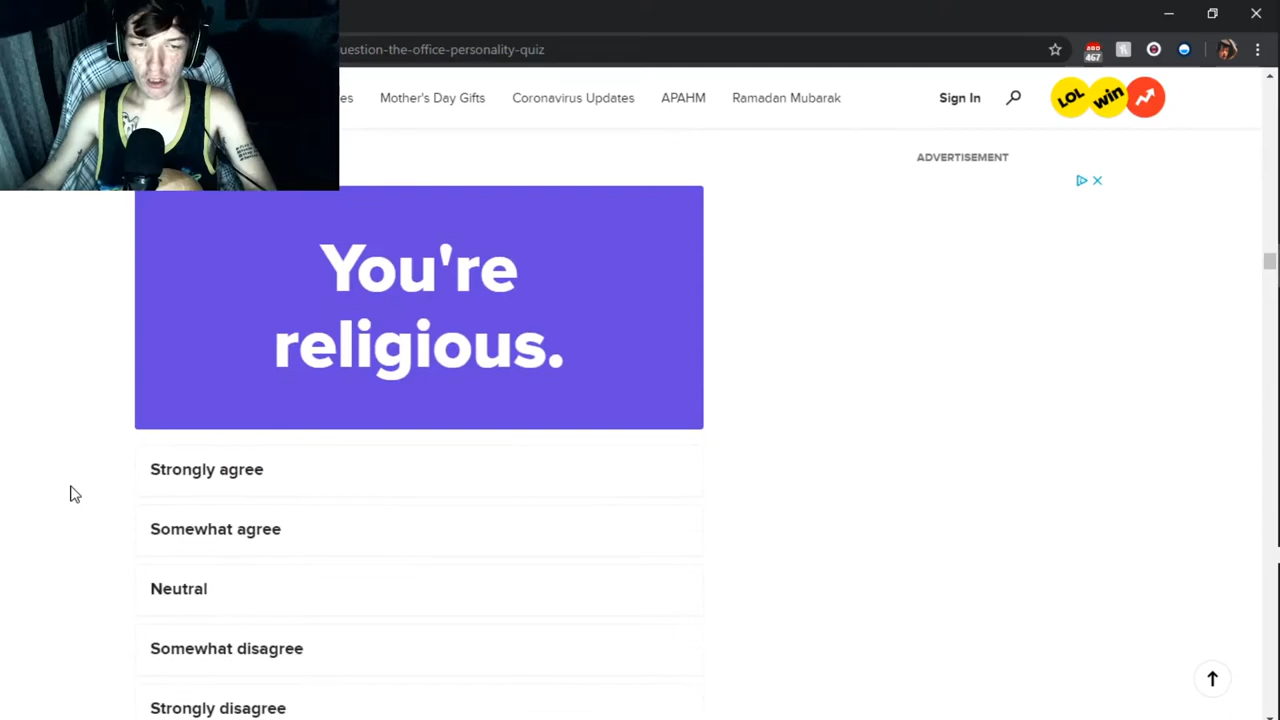 uestion-the-office-personality-quiz
467
es Mother's Day Gifts Coronavirus Updates APAHM Ramadan Mubarak Sign In LOL win
ADVERTISEMENT
You're
religious.
Strongly agree
Somewhat agree
Neutral
Somewhat disagree
Strongly disagree